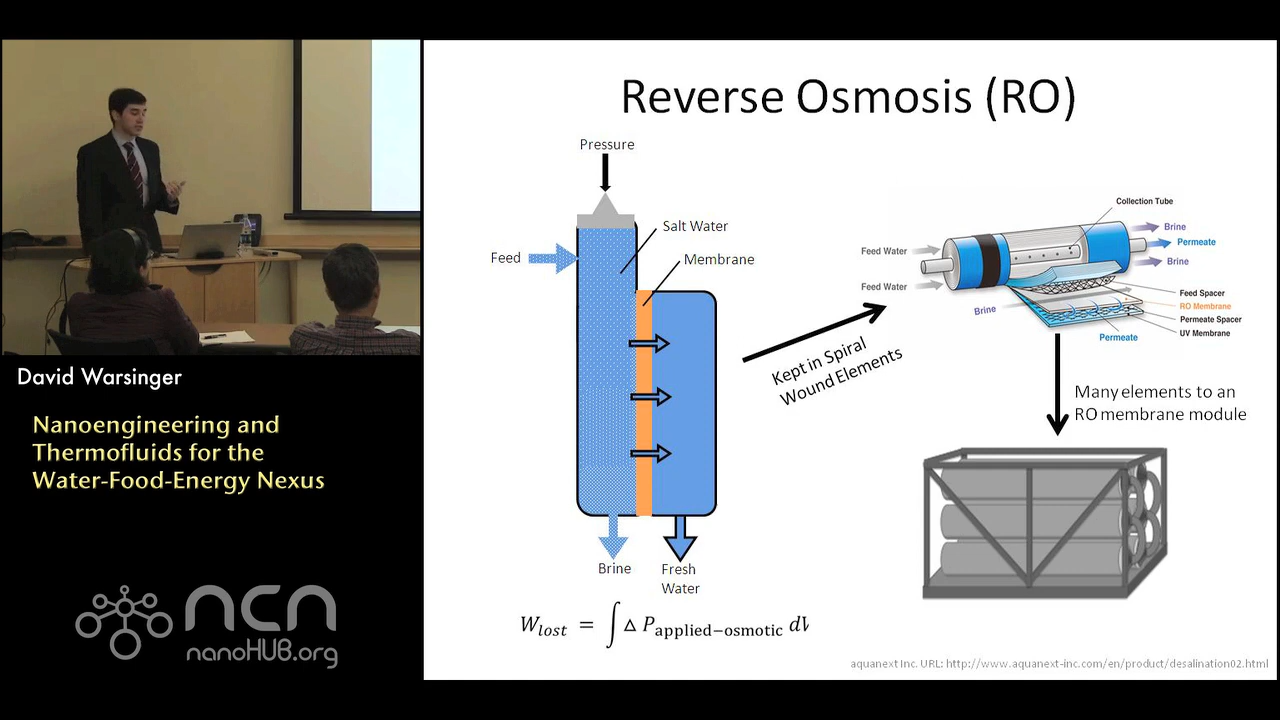 Reverse Osmosis (RO)
Pressure
Salt Water
Feed
Membrane
Brine
Fresh
Water
Kept in Spiral
Wound Elements
Collection Tube
Brine
Feed Water
Permeate
Brine
Feed Water
Feed Spacer
RO Membrane
Brine
Permeate Spacer
UV Membrane
Permeate
Many elements to an
RO membrane module
W_lost = ∫ △ P_applied−osmotic dV
aquanext Inc. URL: http://www.aquanext-inc.com/en/product/desalination02.html
David Warsinger
Nanoengineering and
Thermofluids for the
Water-Food-Energy Nexus
ncn
nanoHUB.org